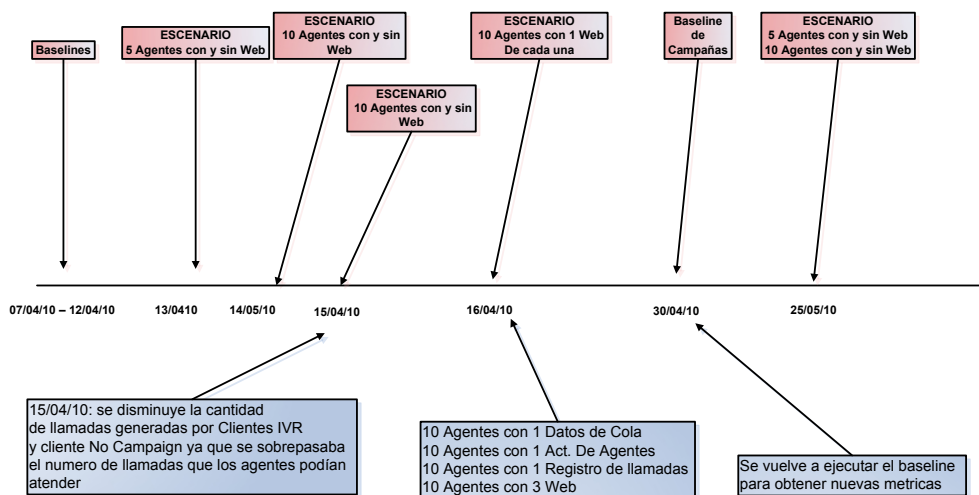 Baselines
ESCENARIO
5 Agentes con y sin Web
ESCENARIO
10 Agentes con y sin
Web
ESCENARIO
10 Agentes con y sin
Web
ESCENARIO
10 Agentes con 1 Web
De cada una
Baseline
de
Campañas
ESCENARIO
5 Agentes con y sin Web
10 Agentes con y sin Web
07/04/10 – 12/04/10
13/0410
14/05/10
15/04/10
16/04/10
30/04/10
25/05/10
15/04/10: se disminuye la cantidad
de llamadas generadas por Clientes IVR
y cliente No Campaign ya que se sobrepasaba
el numero de llamadas que los agentes podían
atender
10 Agentes con 1 Datos de Cola
10 Agentes con 1 Act. De Agentes
10 Agentes con 1 Registro de llamadas
10 Agentes con 3 Web
Se vuelve a ejecutar el baseline
para obtener nuevas metricas